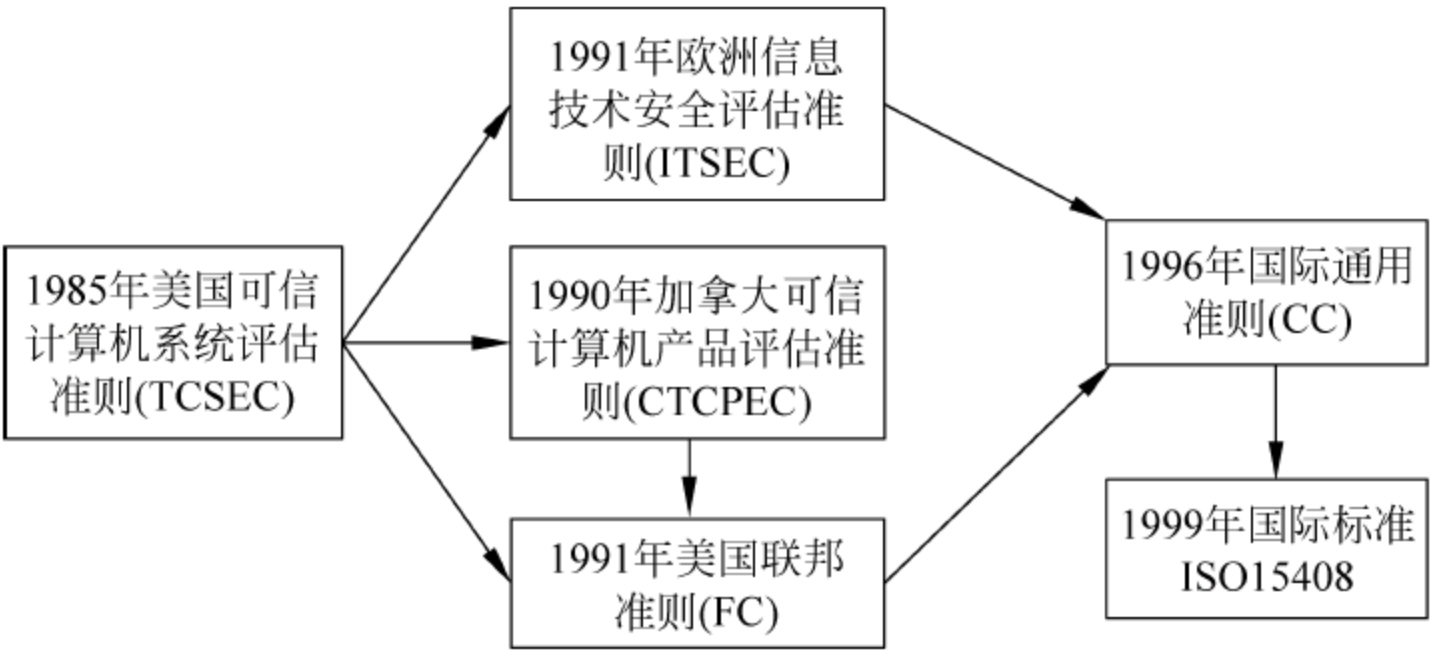 1985年美国可信
计算机系统评估
准则(TCSEC)
1991年欧洲信息
技术安全评估准
则(ITSEC)
1990年加拿大可信
计算机产品评估准
则(CTCPEC)
1991年美国联邦
准则(FC)
1996年国际通用
准则(CC)
1999年国际标准
ISO15408